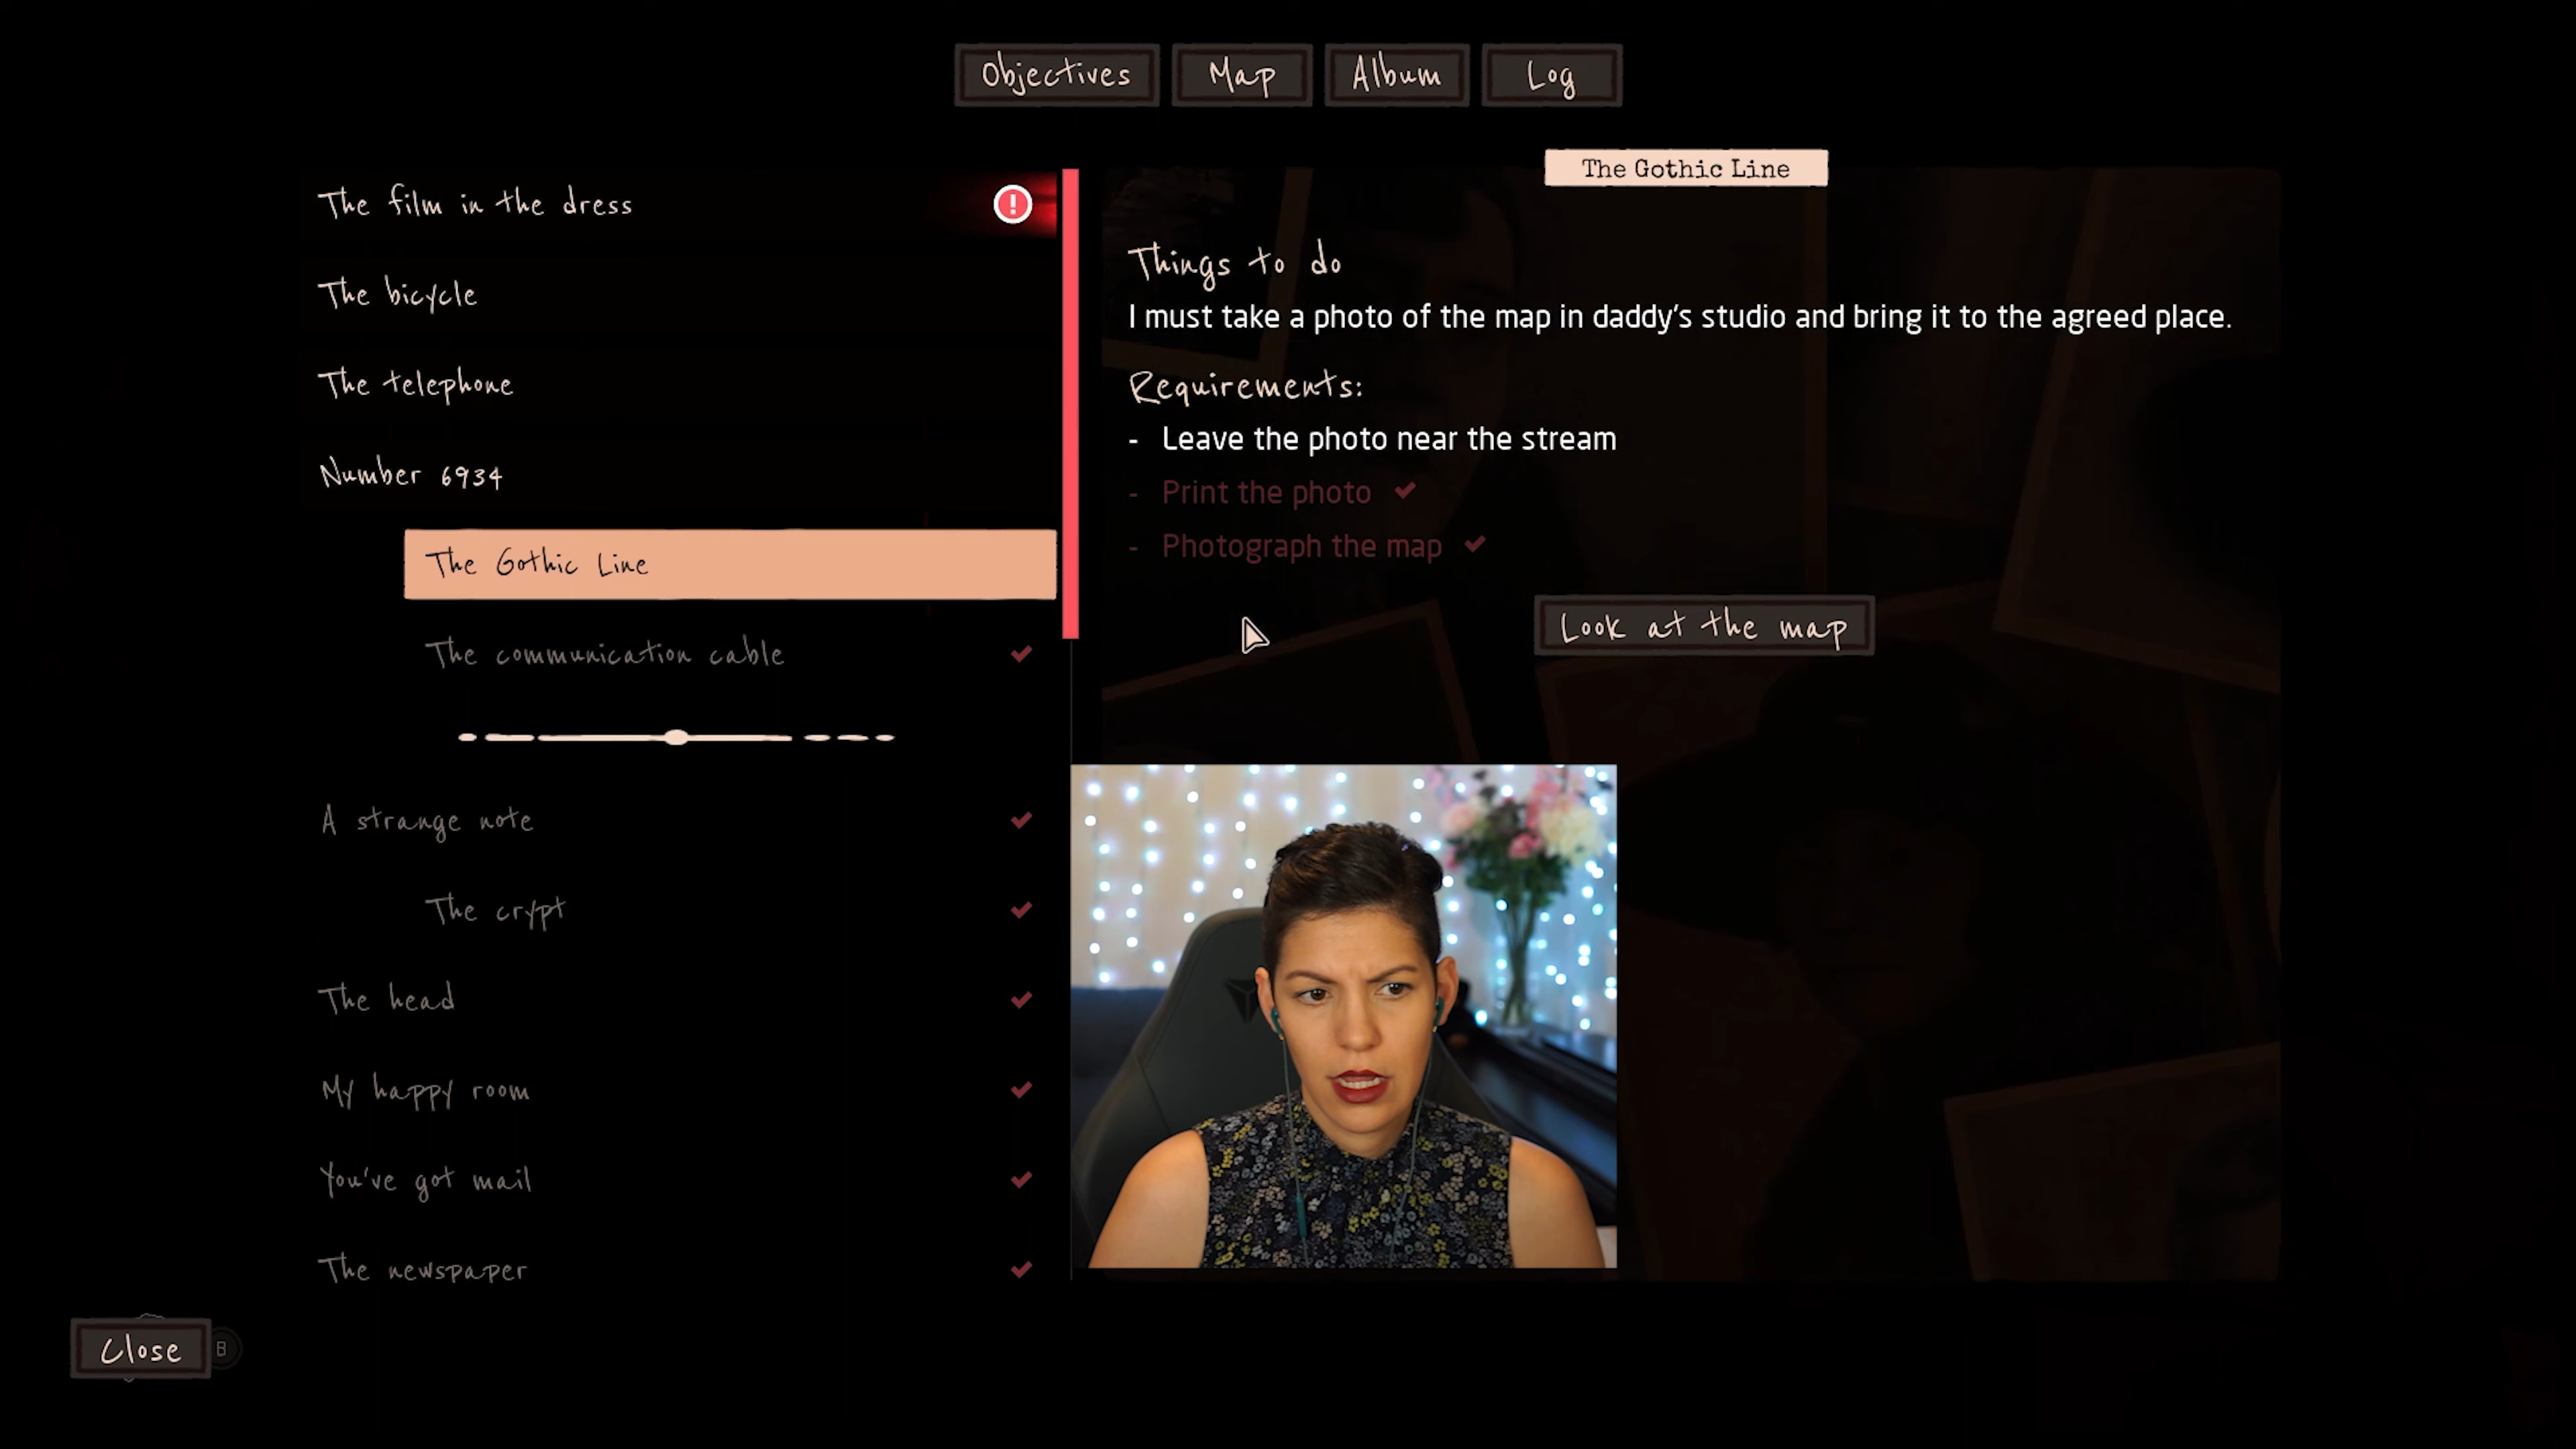 Objectives
Map
Album
Log
The film in the dress
The bicycle
The telephone
Number 6934
The Gothic Line
The communication cable
A strange note
The crypt
The head
My happy room
You've got mail
The newspaper
The Gothic Line
Things to do
I must take a photo of the map in daddy's studio and bring it to the agreed place.
Requirements:
- Leave the photo near the stream
- Print the photo
- Photograph the map
Look at the map
Close
B